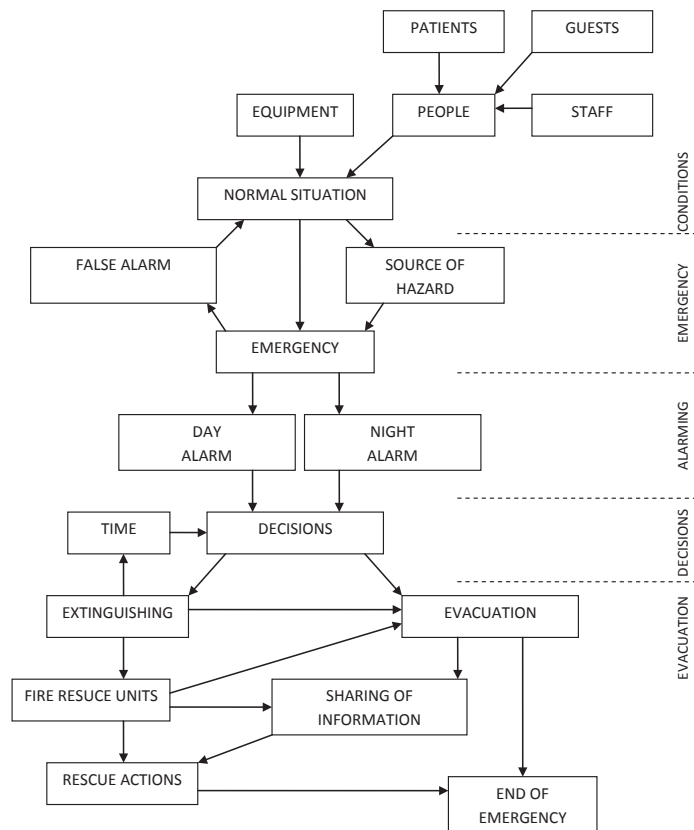 PATIENTS
GUESTS
EQUIPMENT
PEOPLE
STAFF
NORMAL SITUATION
CONDITIONS
FALSE ALARM
SOURCE OF
HAZARD
EMERGENCY
EMERGENCY
DAY
ALARM
NIGHT
ALARM
ALARMING
TIME
DECISIONS
DECISIONS
EXTINGUISHING
EVACUATION
EVACUATION
FIRE RESUCE UNITS
SHARING OF
INFORMATION
RESCUE ACTIONS
END OF
EMERGENCY